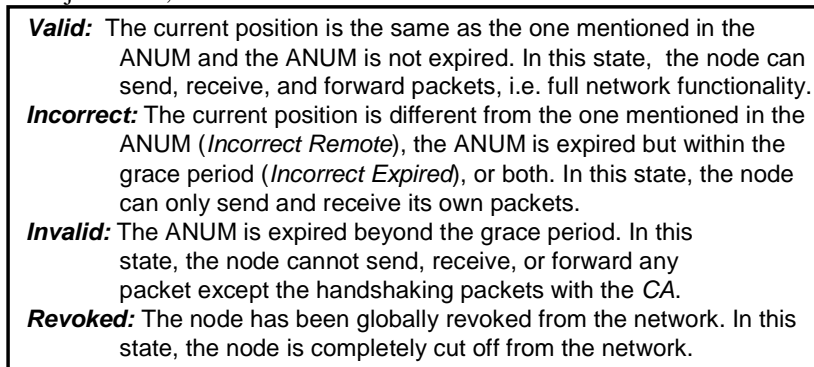 Valid: The current position is the same as the one mentioned in the
ANUM and the ANUM is not expired. In this state, the node can
send, receive, and forward packets, i.e. full network functionality.
Incorrect: The current position is different from the one mentioned in the
ANUM (Incorrect Remote), the ANUM is expired but within the
grace period (Incorrect Expired), or both. In this state, the node
can only send and receive its own packets.
Invalid: The ANUM is expired beyond the grace period. In this
state, the node cannot send, receive, or forward any
packet except the handshaking packets with the CA.
Revoked: The node has been globally revoked from the network. In this
state, the node is completely cut off from the network.